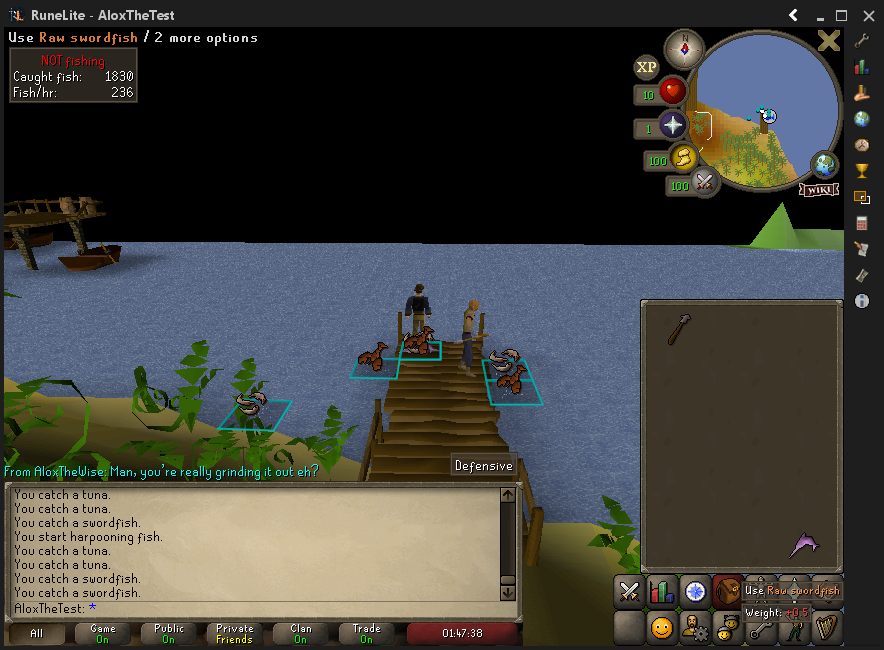 RuneLite - AloxTheTest
Use Raw swordfish / 2 more options
NOT fishing
Caught fish: 1830
Fish/hr: 236
N
XP
10
1
100
100
WIKI
From AloxTheWise: Man, you're really grinding it out eh?
Defensive
You catch a tuna.
You catch a tuna.
You catch a swordfish.
You start harpooning fish.
You catch a tuna.
You catch a tuna.
You catch a swordfish.
You catch a swordfish.
AloxTheTest: *
Use Raw swordfish
Weight: +0.5
All
Game
On
Public
On
Private
Friends
Clan
On
Trade
On
01:47:38